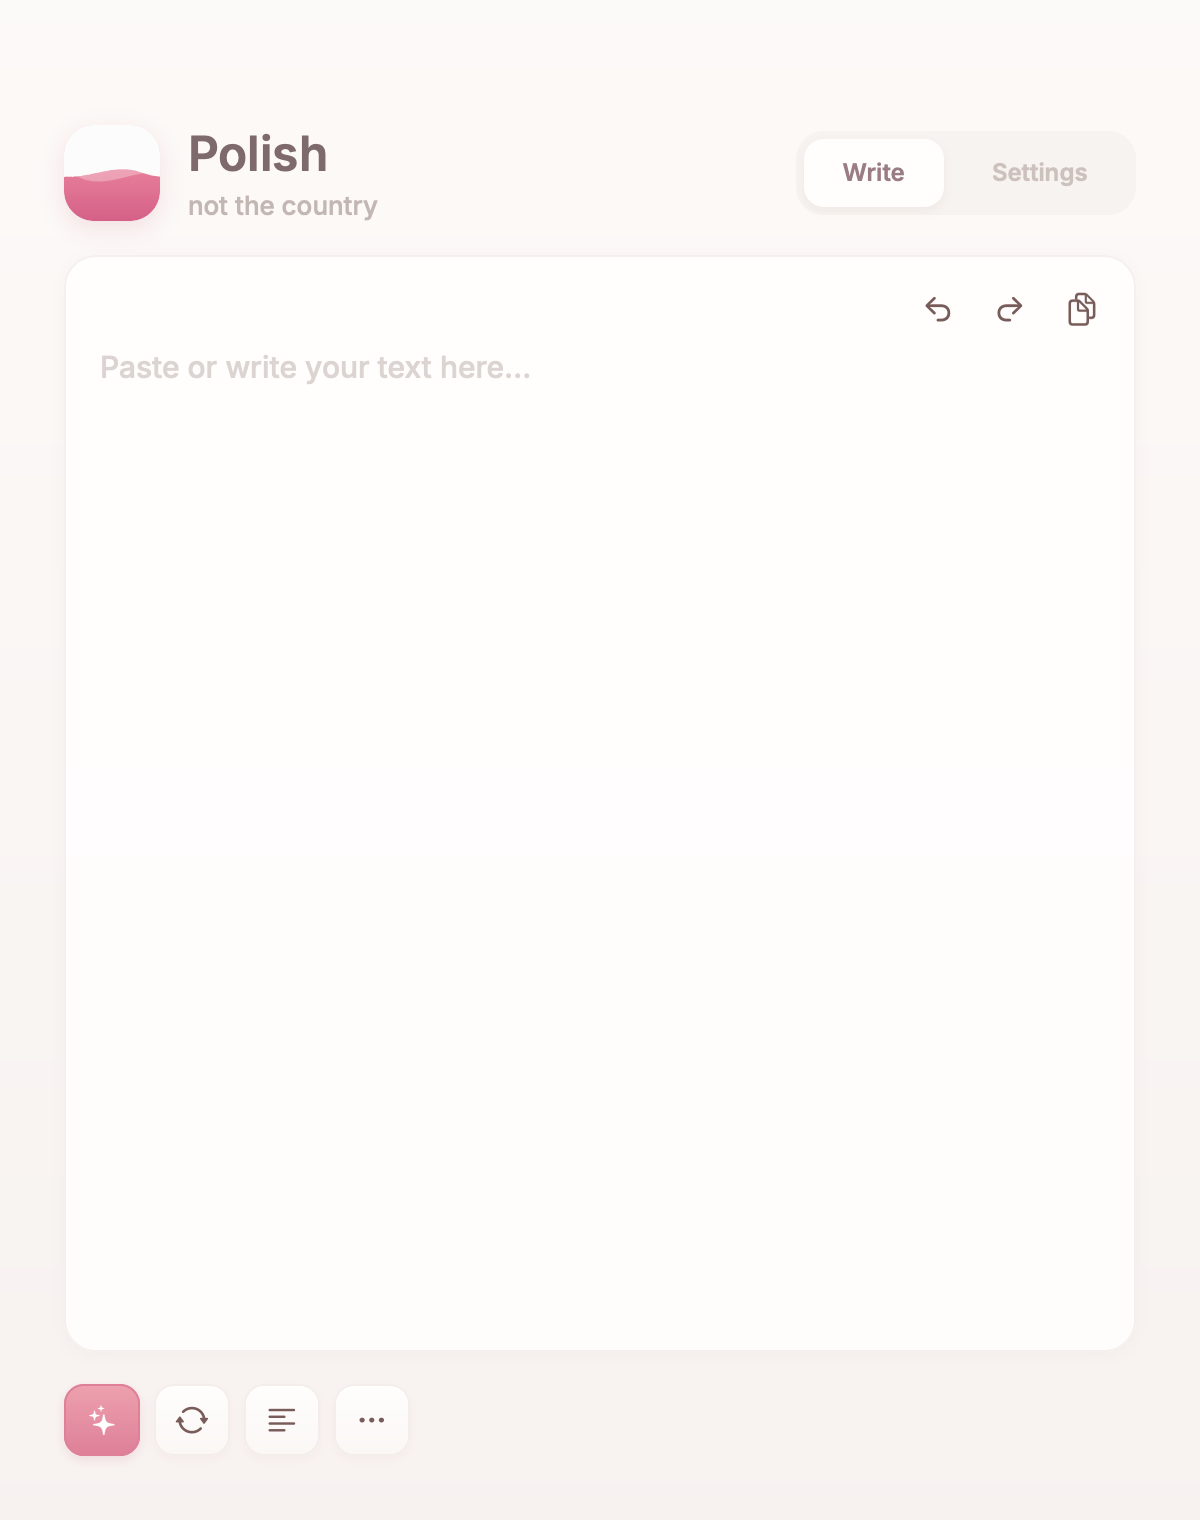 Polish
not the country
Write
Settings
Paste or write your text here...